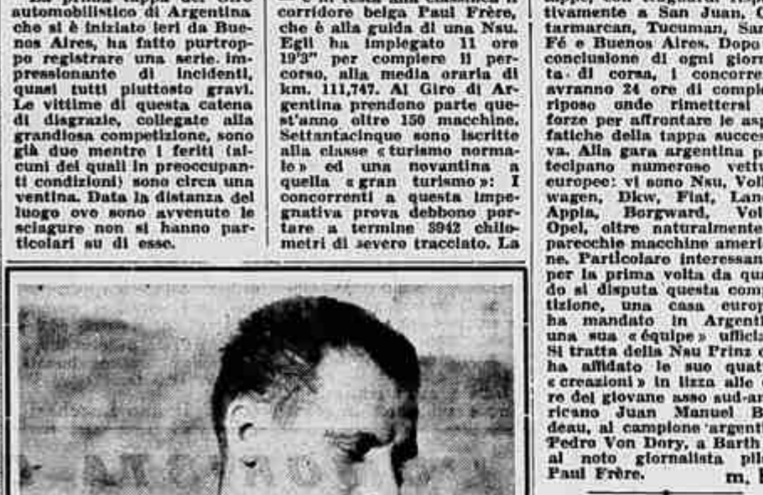 automobilistico di Argentina
che si è iniziato ieri da Bue-
nos Aires, ha fatto purtrop-
po registrare una serie. im-
pressionante di incidenti,
quasi tutti piuttosto gravi.
Le vittime di questa catena
di disgrazie, collegate alla
grandiosa competizione, sono
già due mentre i feriti (al-
cuni dei quali in preoccupan-
ti condizioni) sono circa una
ventina. Data la distanza del
luogo ove sono avvenute le
sciagure non si hanno par-
ticolari su di esse.
corridore belga Paul Frère,
che è alla guida di una Nsu.
Egli ha impiegato 11 ore
19'3" per compiere il per-
corso, alla media oraria di
km. 111,747. Al Giro di Ar-
gentina prendono parte que-
st'anno oltre 150 macchine.
Settantacinque sono iscritte
alla classe « turismo norma-
le » ed una novantina a
quella « gran turismo »: I
concorrenti a questa impe-
gnativa prova debbono por-
tare a termine 3942 chilo-
metri di severo tracciato. La
tivamente a San Juan, C
tarmarcan, Tucuman, San
Fé e Buenos Aires. Dopo
conclusione di ogni giorn
ta di corsa, i concorre
avranno 24 ore di comple
riposo onde rimettersi
forze per affrontare le asp
fatiche della tappa succes
va. Alla gara argentina p
tecipano numerose vettu
europee: vi sono Nsu, Voll
wagen, Dkw, Fiat, Lan
Appia, Borgward, Vol
Opel, oltre naturalmente
parecchie macchine ameri
ne. Particolare interessan
per la prima volta da qua
do si disputa questa com
tizione, una casa europ
ha mandato in Argenti
una sua « équipe » ufficia
Si tratta della Nsu Prinz c
ha affidato le sue quatt
« creazioni » in lizza alle
re del giovane asso sud-am
ricano Juan Manuel B
deau, al campione argenti
Pedro Von Dory, a Barth
al noto giornalista pil
Paul Frère. m.